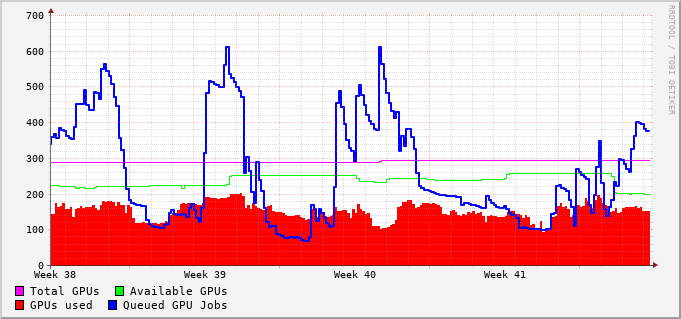 700
600
500
400
300
200
100
0
Week 38 Week 39 Week 40 Week 41
Total GPUs Available GPUs
GPUs used Queued GPU Jobs
RRDTOOL / TOBI OETIKER